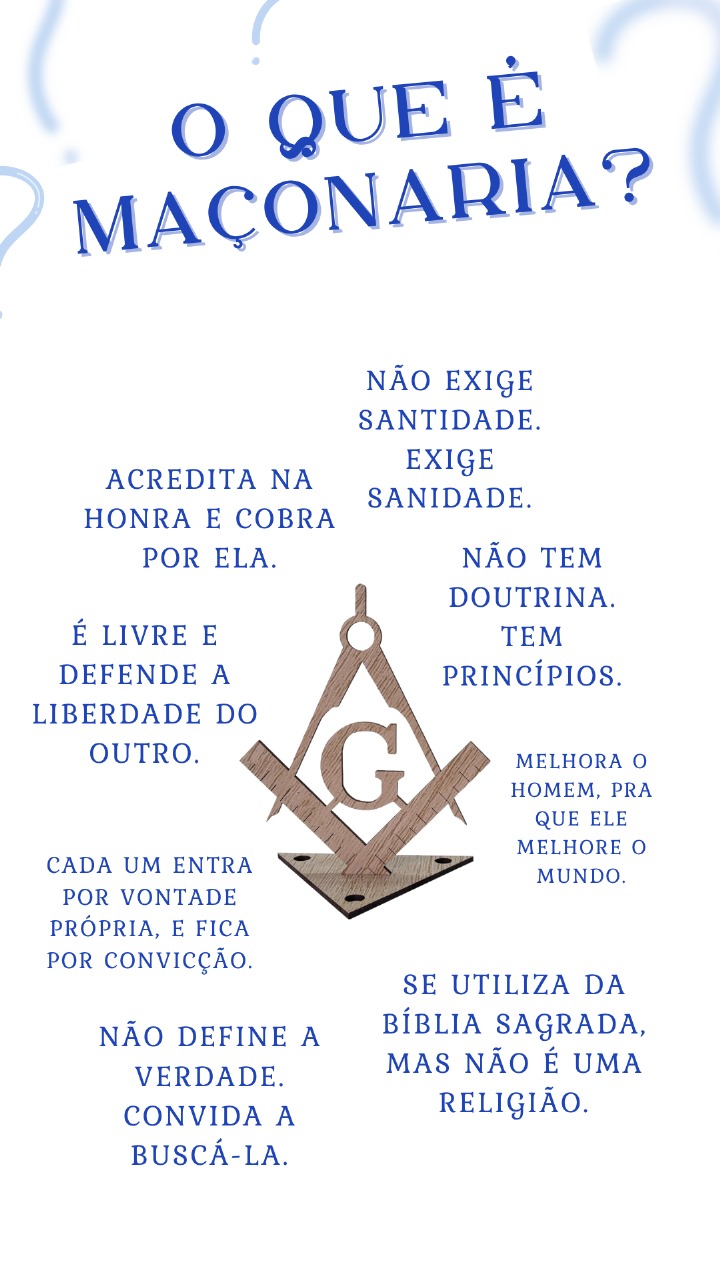 O QUE É
MAÇONARIA?
NÃO EXIGE
SANTIDADE.
EXIGE
SANIDADE.
ACREDITA NA
HONRA E COBRA
POR ELA.
NÃO TEM
DOUTRINA.
TEM
PRINCÍPIOS.
É LIVRE E
DEFENDE A
LIBERDADE DO
OUTRO.
G
MELHORA O
HOMEM, PRA
QUE ELE
MELHORE O
MUNDO.
CADA UM ENTRA
POR VONTADE
PRÓPRIA, E FICA
POR CONVICÇÃO.
SE UTILIZA DA
BÍBLIA SAGRADA,
MAS NÃO É UMA
RELIGIÃO.
NÃO DEFINE A
VERDADE.
CONVIDA A
BUSCÁ-LA.